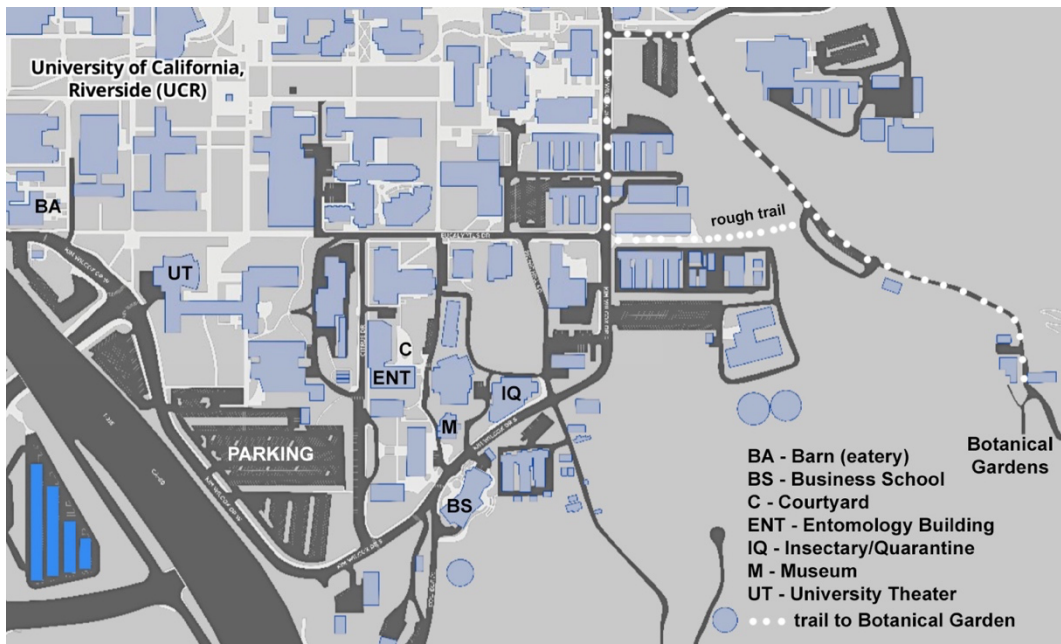 University of California,
Riverside (UCR)
BA
rough trail
UT
C
ENT
IQ
M
PARKING
BS
Botanical
Gardens
BA - Barn (eatery)
BS - Business School
C - Courtyard
ENT - Entomology Building
IQ - Insectary/Quarantine
M - Museum
UT - University Theater
trail to Botanical Garden